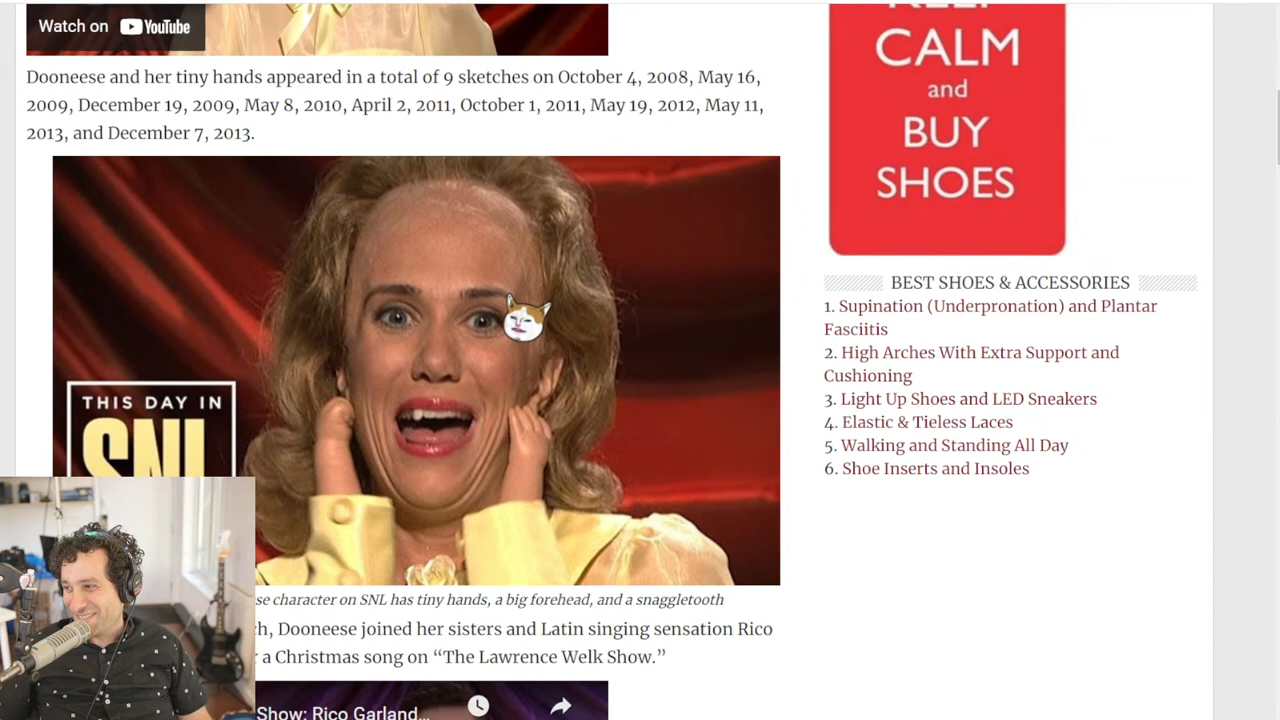 Watch on YouTube
Dooneese and her tiny hands appeared in a total of 9 sketches on October 4, 2008, May 16,
2009, December 19, 2009, May 8, 2010, April 2, 2011, October 1, 2011, May 19, 2012, May 11,
2013, and December 7, 2013.
THIS DAY IN
SNL
se character on SNL has tiny hands, a big forehead, and a snaggletooth
ch, Dooneese joined her sisters and Latin singing sensation Rico
r a Christmas song on “The Lawrence Welk Show.”
Show: Rico Garland...
KEEP
CALM
and
BUY
SHOES
BEST SHOES & ACCESSORIES
1. Supination (Underpronation) and Plantar
Fasciitis
2. High Arches With Extra Support and
Cushioning
3. Light Up Shoes and LED Sneakers
4. Elastic & Tieless Laces
5. Walking and Standing All Day
6. Shoe Inserts and Insoles